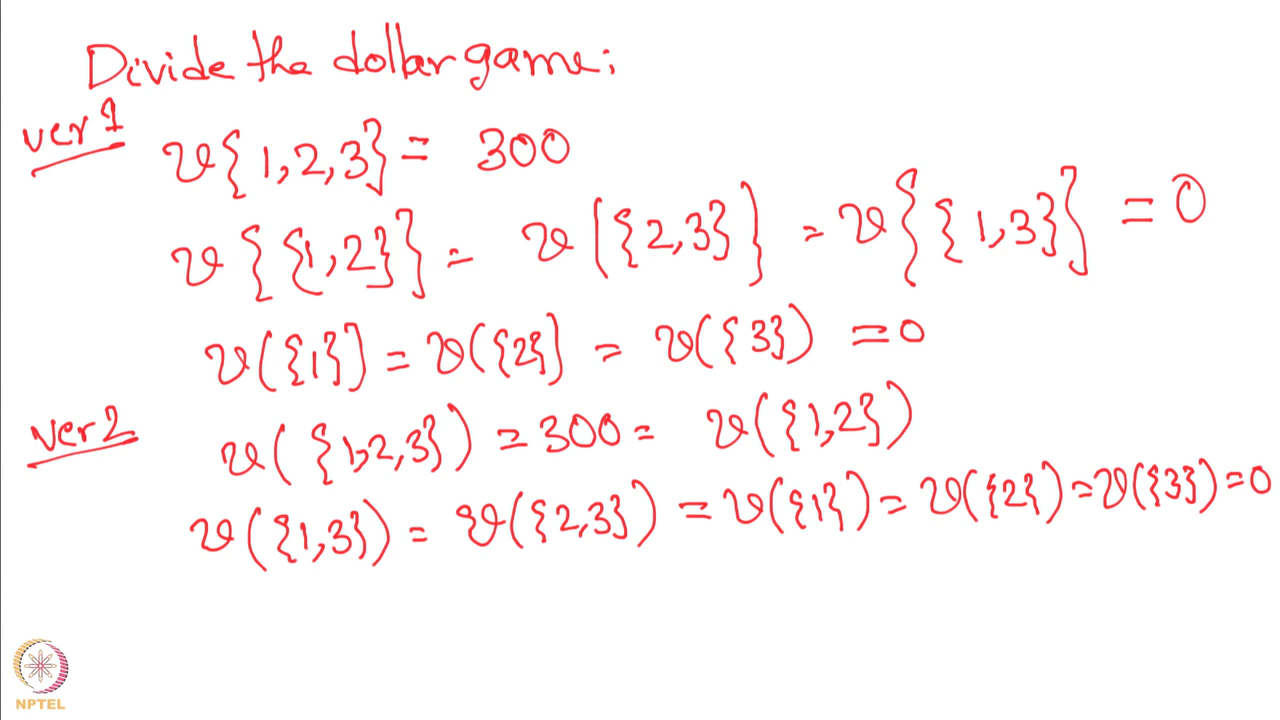 Divide the dollar game:
ver 1
v{1,2,3} = 300
v{{1,2}} = v({2,3}} = v{{1,3}} = 0
v({1}) = v({2}) = v({3}) = 0
ver 2
v({1,2,3}) = 300 = v({1,2})
v({1,3}) = v({2,3}) = v({1}) = v({2}) = v({3}) = 0
NPTEL